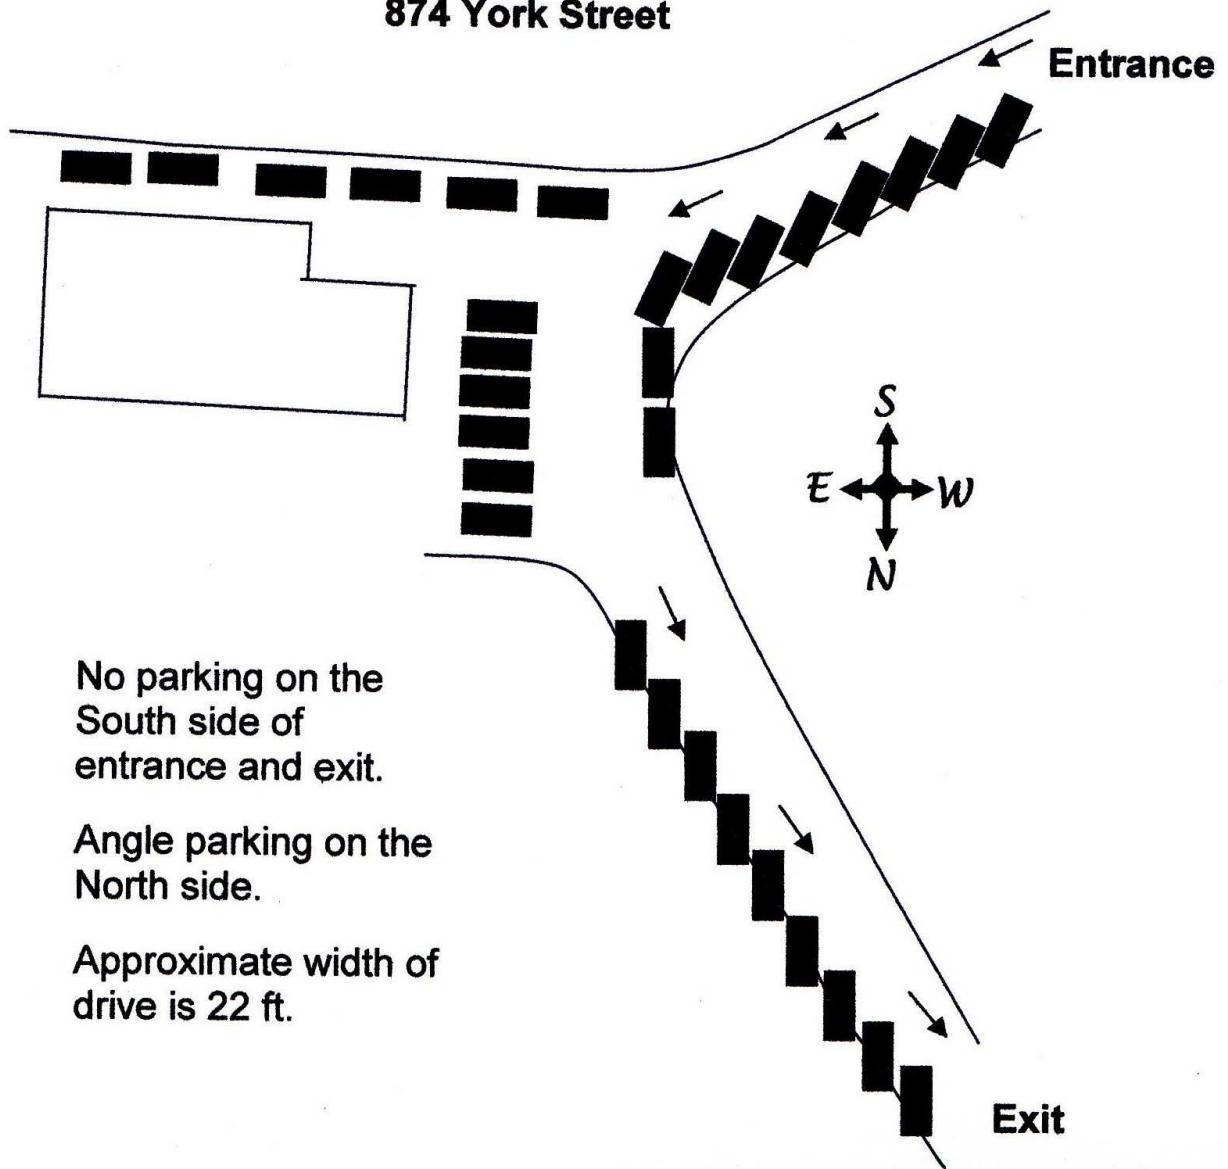 874 York Street
Entrance
S
E W
N
No parking on the
South side of
entrance and exit.
Angle parking on the
North side.
Approximate width of
drive is 22 ft.
Exit